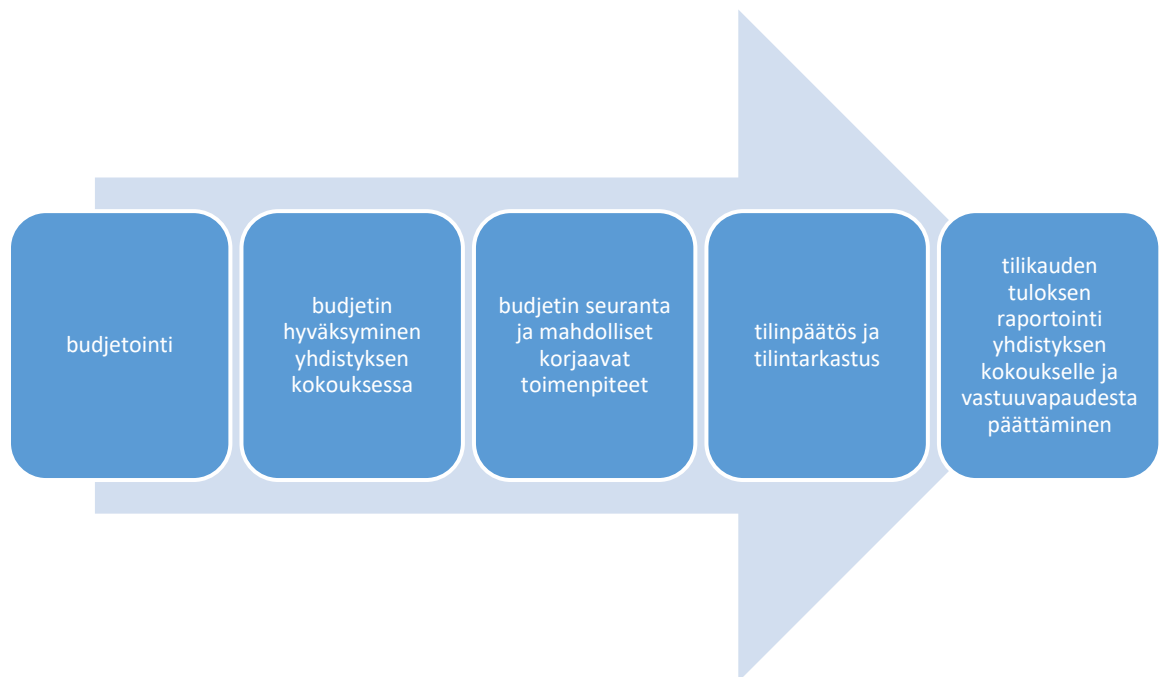 budjetointi
budjetin
hyväksyminen
yhdistyksen
kokouksessa
budjetin seuranta
ja mahdolliset
korjaavat
toimenpiteet
tilinpäätös ja
tilintarkastus
tilikauden
tuloksen
raportointi
yhdistyksen
kokoukselle ja
vastuuvapaudesta
päättäminen